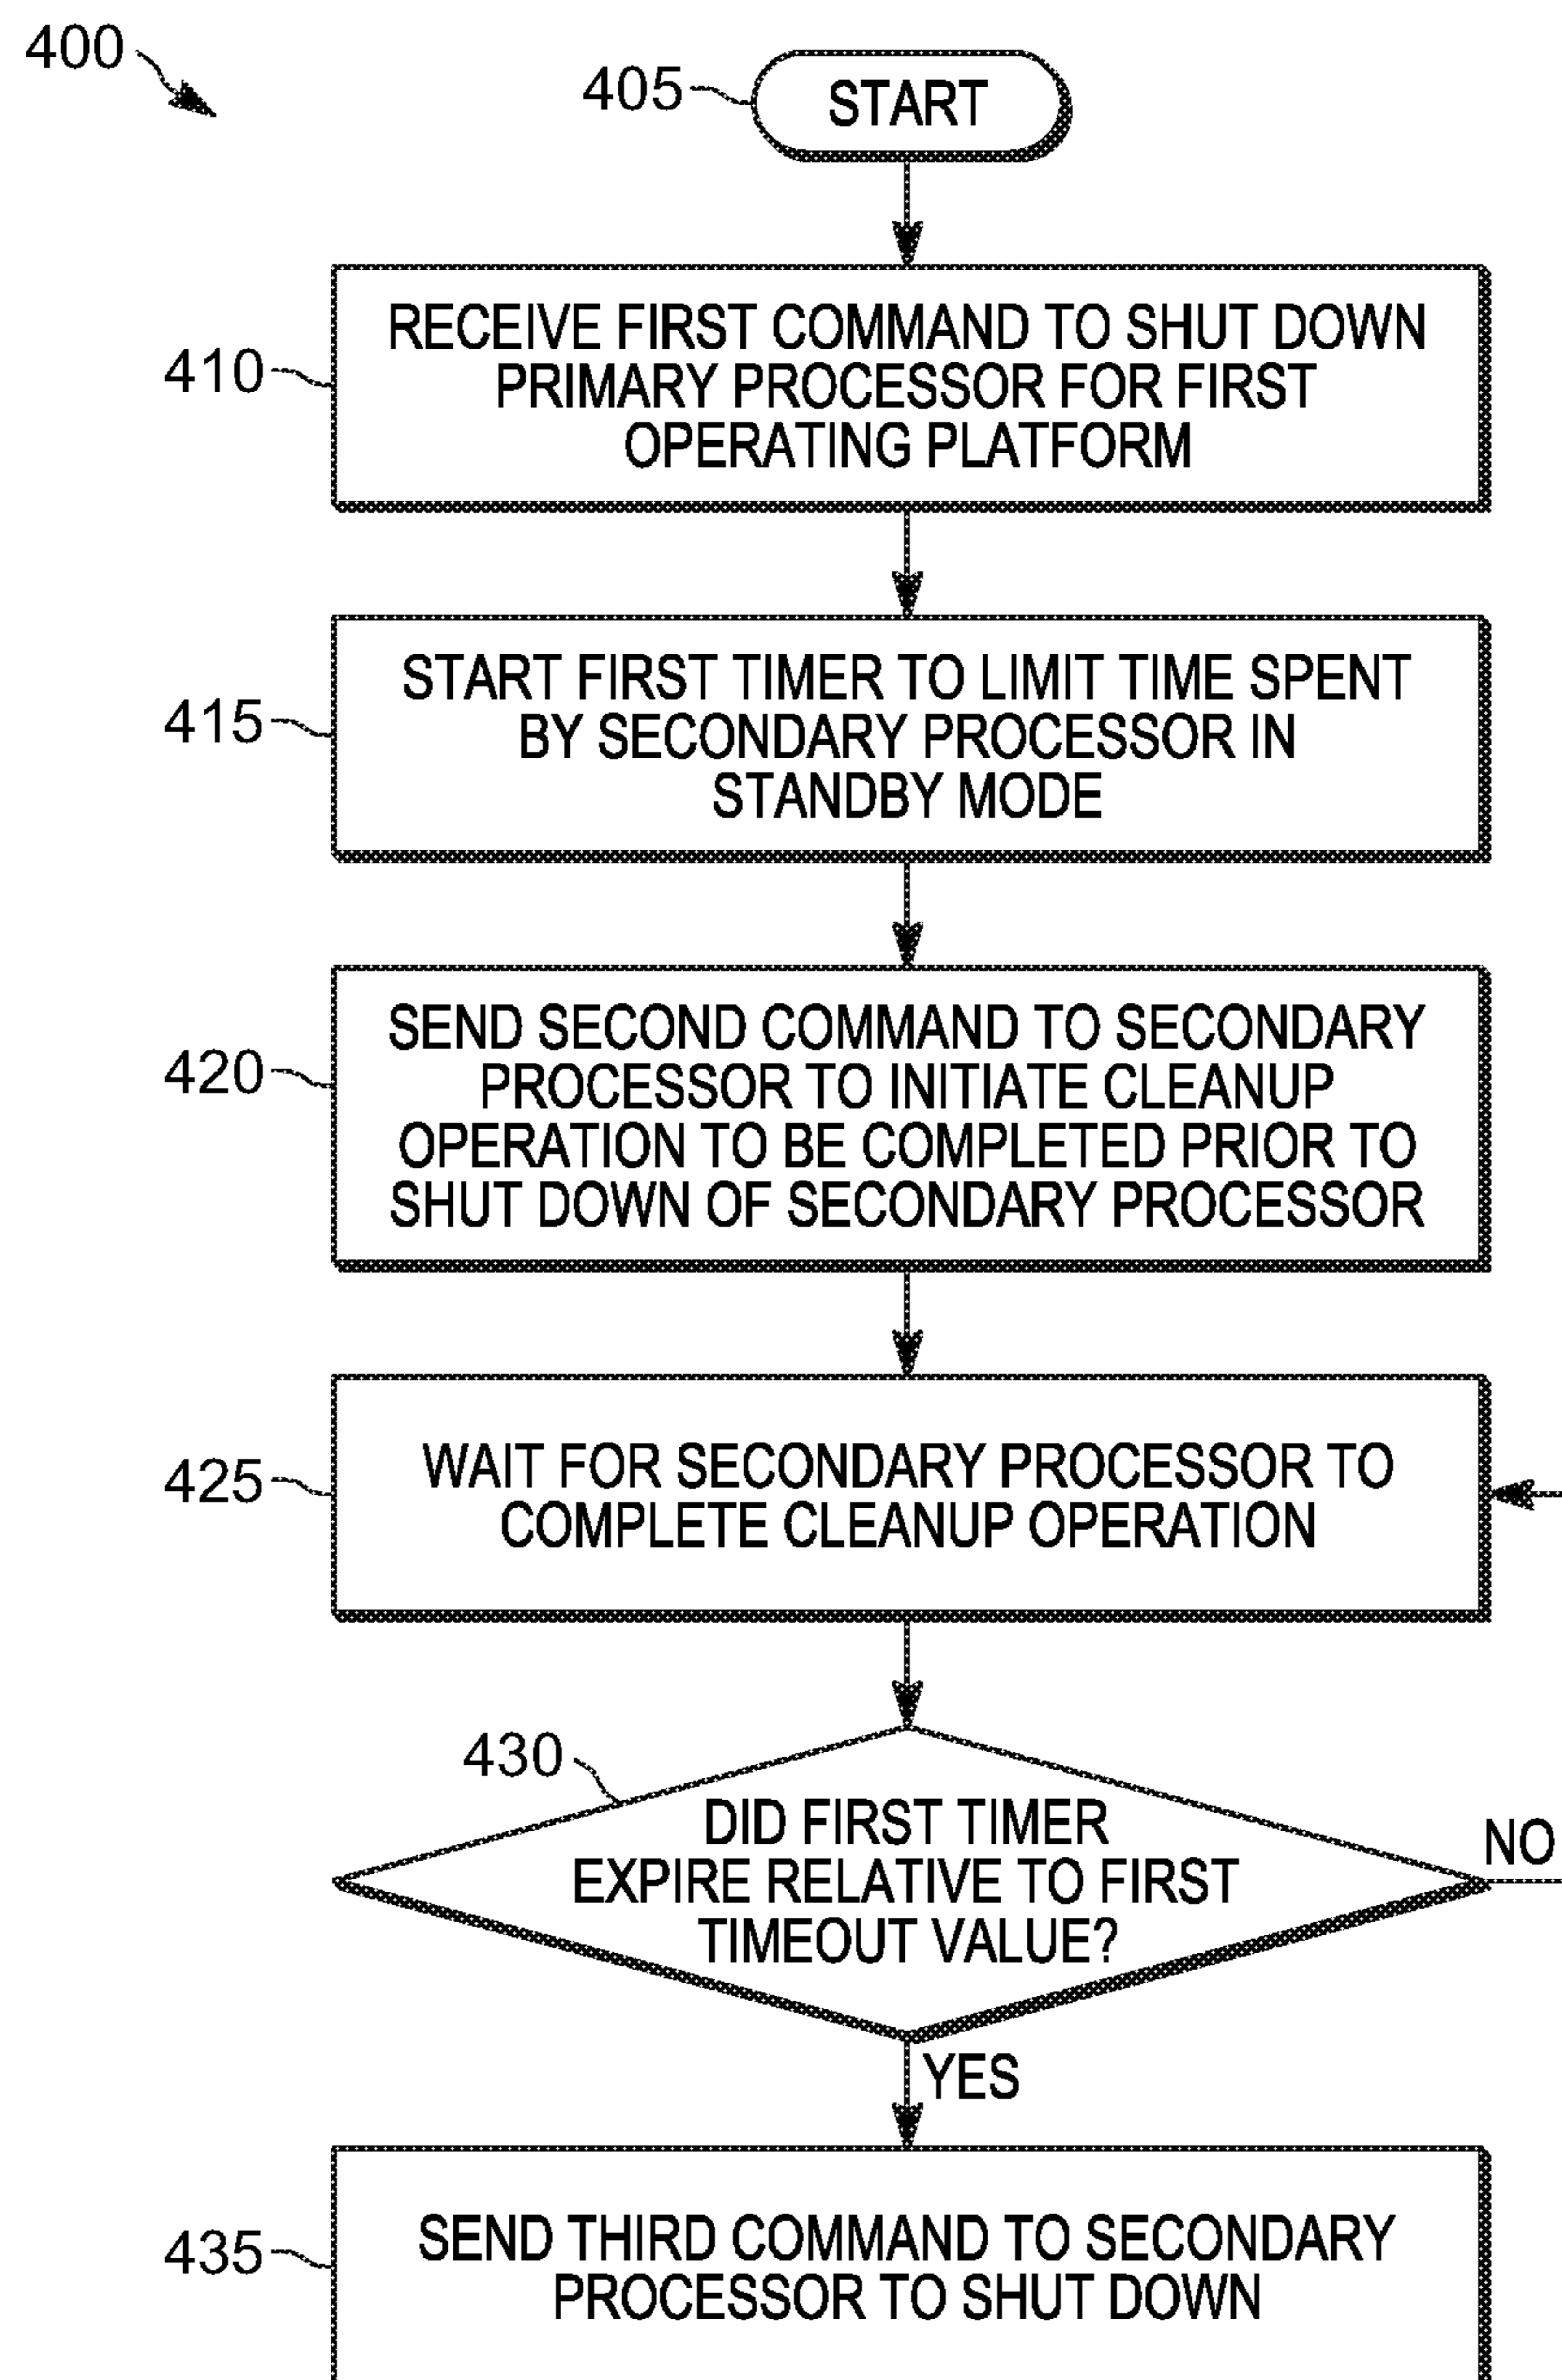 400
405
START
410
RECEIVE FIRST COMMAND TO SHUT DOWN
PRIMARY PROCESSOR FOR FIRST
OPERATING PLATFORM
415
START FIRST TIMER TO LIMIT TIME SPENT
BY SECONDARY PROCESSOR IN
STANDBY MODE
420
SEND SECOND COMMAND TO SECONDARY
PROCESSOR TO INITIATE CLEANUP
OPERATION TO BE COMPLETED PRIOR TO
SHUT DOWN OF SECONDARY PROCESSOR
425
WAIT FOR SECONDARY PROCESSOR TO
COMPLETE CLEANUP OPERATION
430
DID FIRST TIMER
EXPIRE RELATIVE TO FIRST
TIMEOUT VALUE?
NO
YES
435
SEND THIRD COMMAND TO SECONDARY
PROCESSOR TO SHUT DOWN